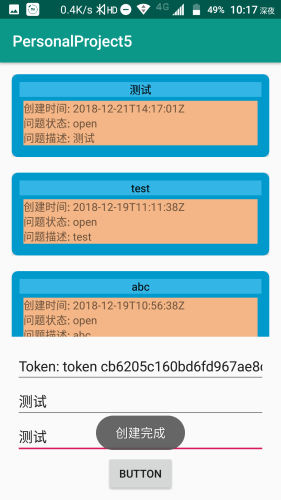 0.4K/s HD 4G 49% 10:17 深夜
PersonalProject5
测试
创建时间: 2018-12-21T14:17:01Z
问题状态: open
问题描述: 测试
test
创建时间: 2018-12-19T11:11:38Z
问题状态: open
问题描述: test
abc
创建时间: 2018-12-19T10:56:38Z
问题状态: open
问题描述: abc
Token: token cb6205c160bd6fd967ae8
测试
测试
创建完成
BUTTON